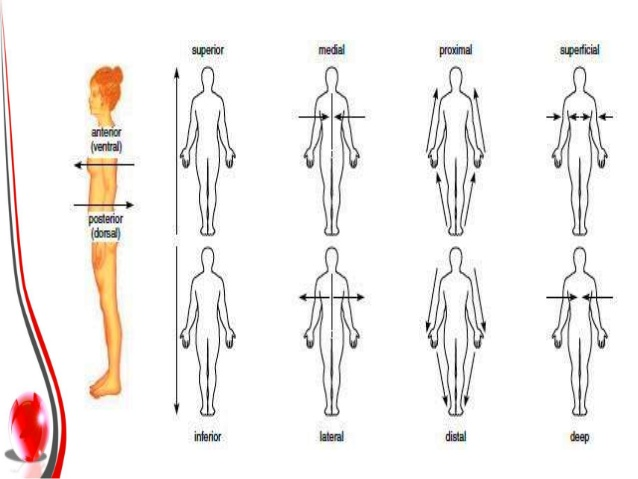 superior
medial
proximal
superficial
anterior
(ventral)
posterior
(dorsal)
inferior
lateral
distal
deep